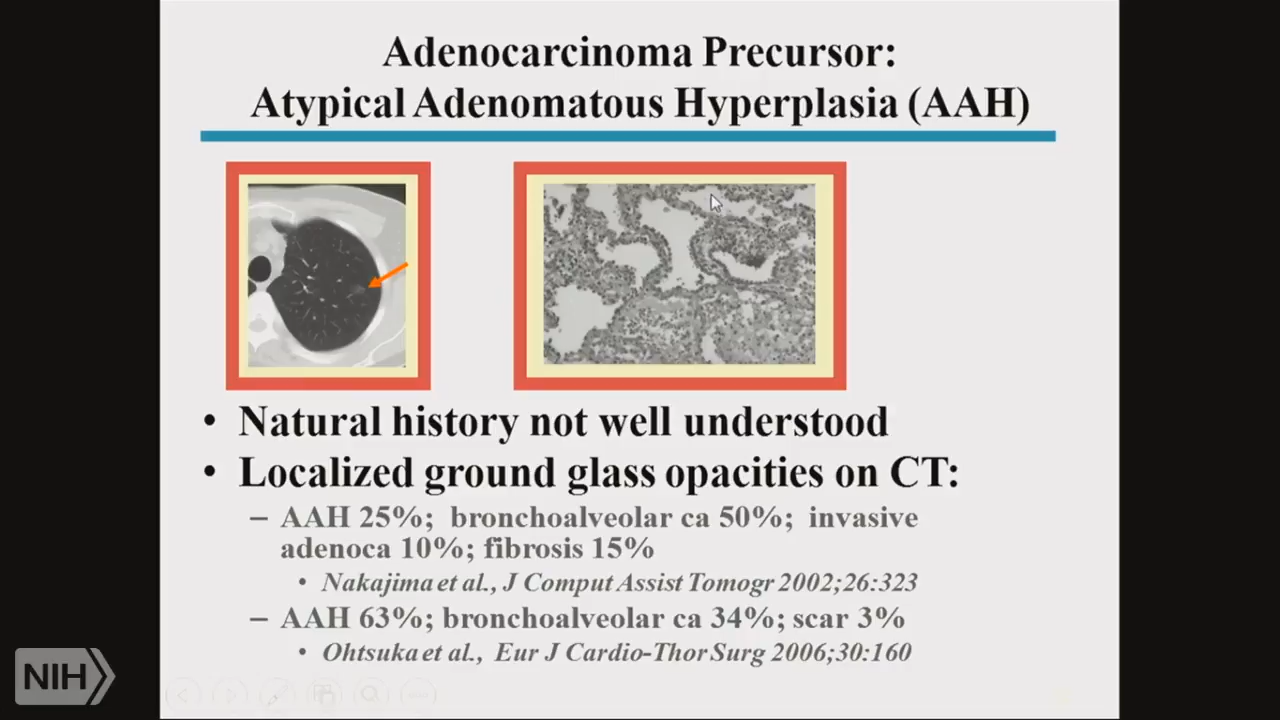 Adenocarcinoma Precursor:
Atypical Adenomatous Hyperplasia (AAH)
• Natural history not well understood
• Localized ground glass opacities on CT:
– AAH 25%; bronchoalveolar ca 50%; invasive
adenoca 10%; fibrosis 15%
• Nakajima et al., J Comput Assist Tomogr 2002;26:323
– AAH 63%; bronchoalveolar ca 34%; scar 3%
• Ohtsuka et al., Eur J Cardio-Thor Surg 2006;30:160
NIH